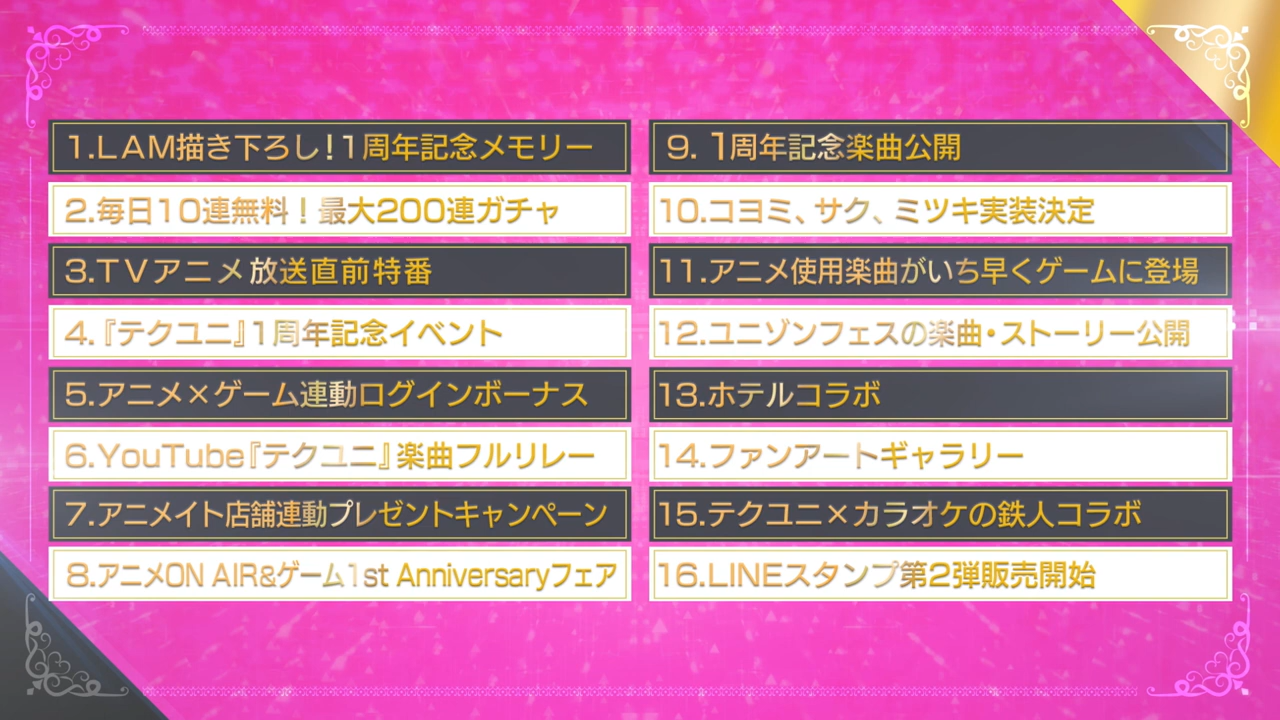 1.LAM描き下ろし！1周年記念メモリー
2.毎日10連無料！最大200連ガチャ
3.TVアニメ放送直前特番
4.『テクユニ』1周年記念イベント
5.アニメ×ゲーム連動ログインボーナス
6.YouTube『テクユニ』楽曲フルリレー
7.アニメイト店舗連動プレゼントキャンペーン
8.アニメON AIR&ゲーム1st Anniversaryフェア
9. 1周年記念楽曲公開
10.コヨミ、サク、ミツキ実装決定
11.アニメ使用楽曲がいち早くゲームに登場
12.ユニゾンフェスの楽曲・ストーリー公開
13.ホテルコラボ
14.ファンアートギャラリー
15.テクユニ×カラオケの鉄人コラボ
16.LINEスタンプ第2弾販売開始